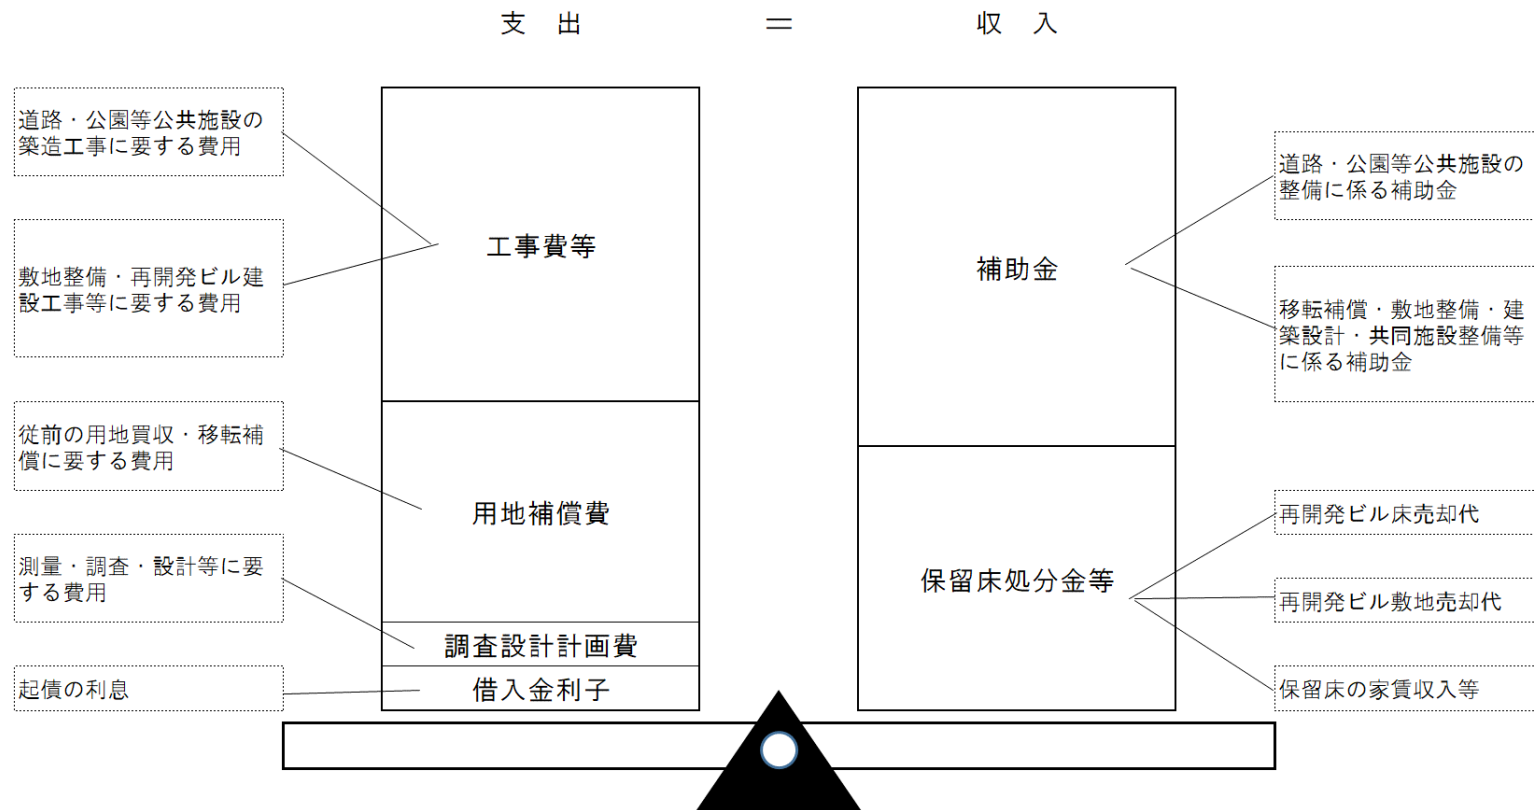 支 出 ＝ 収 入
道路・公園等公共施設の
築造工事に要する費用
敷地整備・再開発ビル建
設工事等に要する費用
従前の用地買収・移転補
償に要する費用
測量・調査・設計等に要
する費用
起債の利息
工事費等
用地補償費
調査設計計画費
借入金利子
補助金
保留床処分金等
道路・公園等公共施設の
整備に係る補助金
移転補償・敷地整備・建
築設計・共同施設整備等
に係る補助金
再開発ビル床売却代
再開発ビル敷地売却代
保留床の家賃収入等